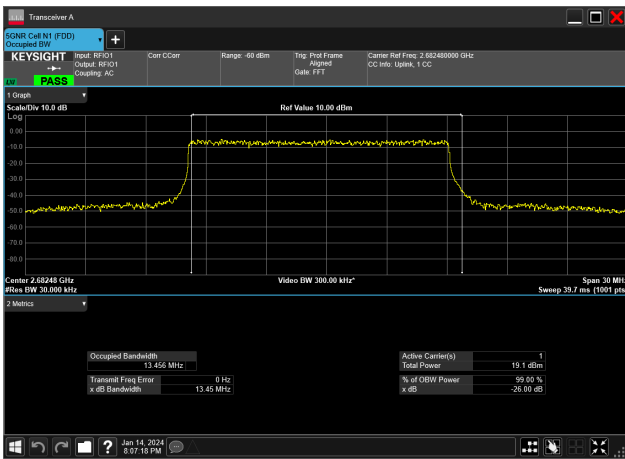 Transceiver A
5GNR Cell N1 (FDD)
Occupied BW
KEYSIGHT
LXI
PASS
Input: RFIO1
Output: RFIO1
Coupling: AC
Corr CCorr
Range: -60 dBm
Trig: Prot Frame
Aligned
Gate: FFT
Carrier Ref Freq: 2.682480000 GHz
CC Info: Uplink, 1 CC
1 Graph
Scale/Div 10.0 dB
Ref Value 10.00 dBm
Log
0.00
-10.0
-20.0
-30.0
-40.0
-50.0
-60.0
-70.0
-80.0
Center 2.68248 GHz
Video BW 300.00 kHz*
Span 30 MHz
#Res BW 30.000 kHz
Sweep 39.7 ms (1001 pts
2 Metrics
Occupied Bandwidth
13.456 MHz
Active Carrier(s) 1
Total Power 19.1 dBm
Transmit Freq Error 0 Hz
x dB Bandwidth 13.45 MHz
% of OBW Power 99.00 %
x dB -26.00 dB
Jan 14, 2024
8:07:18 PM
?